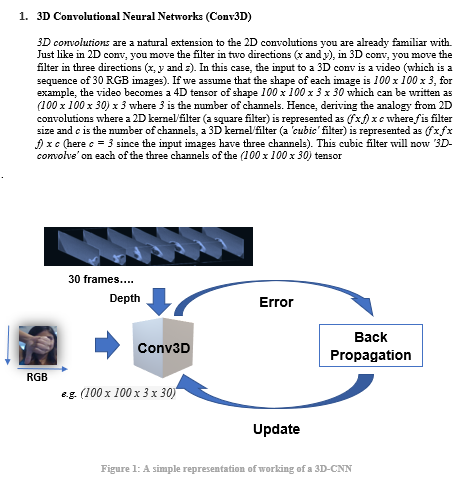 1. 3D Convolutional Neural Networks (Conv3D)
3D convolutions are a natural extension to the 2D convolutions you are already familiar with.
Just like in 2D conv, you move the filter in two directions (x and y), in 3D conv, you move the
filter in three directions (x, y and z). In this case, the input to a 3D conv is a video (which is a
sequence of 30 RGB images). If we assume that the shape of each image is 100 x 100 x 3, for
example, the video becomes a 4D tensor of shape 100 x 100 x 3 x 30 which can be written as
(100 x 100 x 30) x 3 where 3 is the number of channels. Hence, deriving the analogy from 2D
convolutions where a 2D kernel/filter (a square filter) is represented as (f x f) x c where f is filter
size and c is the number of channels, a 3D kernel/filter (a 'cubic' filter) is represented as (f x f x
f) x c (here c = 3 since the input images have three channels). This cubic filter will now '3D-
convolve' on each of the three channels of the (100 x 100 x 30) tensor
.
30 frames....
Depth
Error
Conv3D
Back
Propagation
RGB
e.g. (100 x 100 x 3 x 30)
Update
Figure 1: A simple representation of working of a 3D-CNN